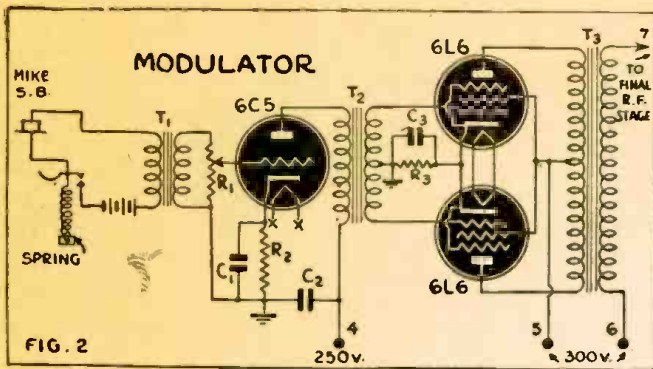 MODULATOR
MIKE
S.B.
SPRING
T1
R1
6C5
X X
C1
R2
C2
T2
C3
R3
6L6
6L6
T3
7
TO
FINAL
R.F.
STAGE
4
250V.
5
6
300V.
FIG. 2